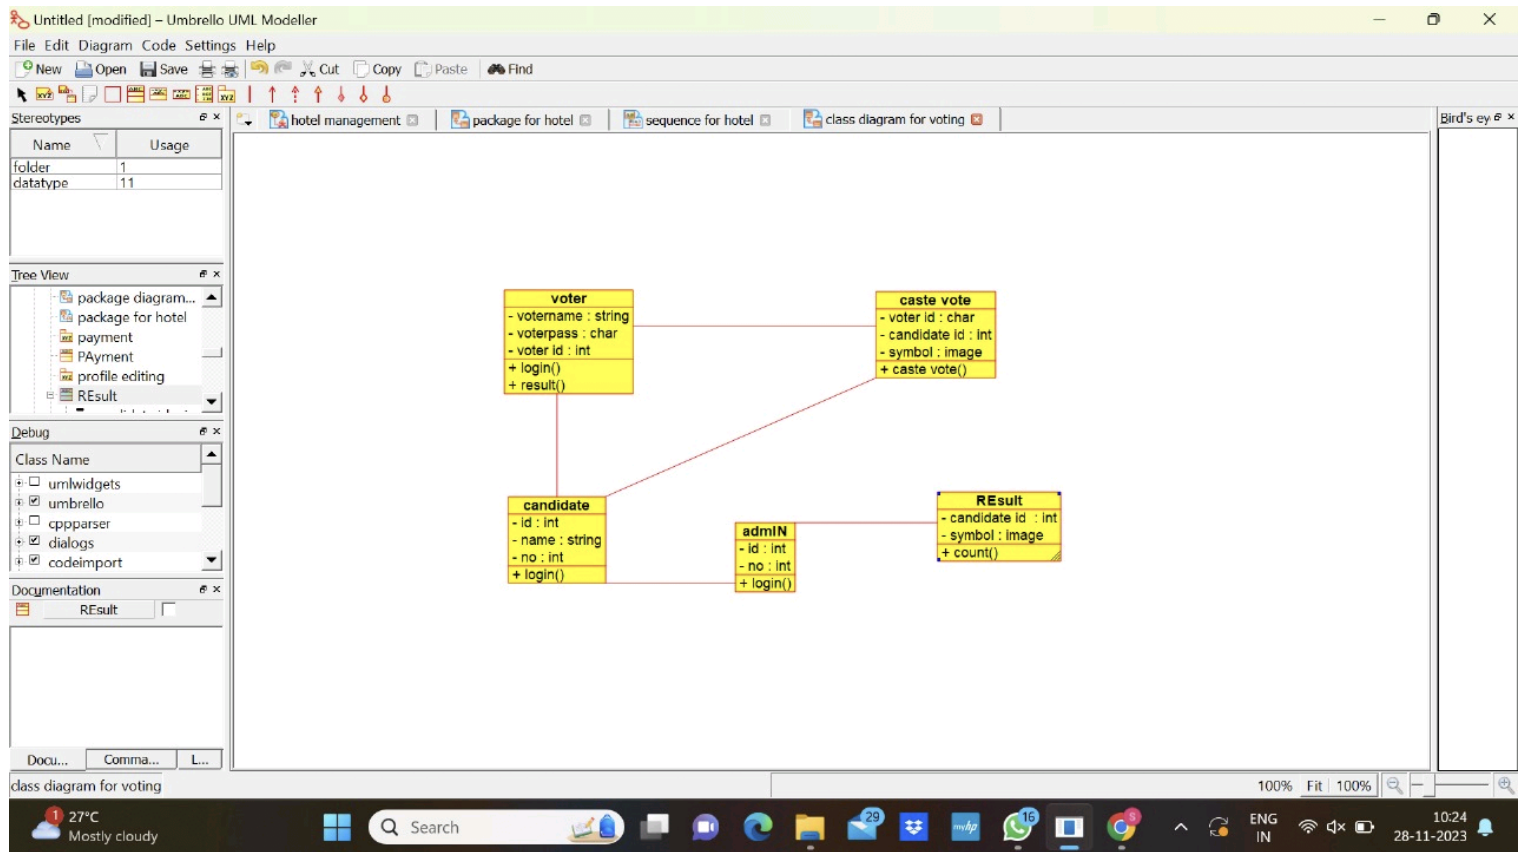 Untitled [modified] – Umbrello UML Modeller
File Edit Diagram Code Settings Help
New Open Save Cut Copy Paste Find
Stereotypes
hotel management
package for hotel
sequence for hotel
class diagram for voting
Name Usage
folder 1
datatype 11
Tree View
package diagram...
package for hotel
payment
PAyment
profile editing
REsult
Debug
Class Name
umlwidgets
umbrello
cppparser
dialogs
codeimport
Documentation
REsult
Docu... Comma... L...
voter
- votername : string
- voterpass : char
- voter id : int
+ login()
+ result()
caste vote
- voter id : char
- candidate id : int
- symbol : image
+ caste vote()
candidate
- id : int
- name : string
- no : int
+ login()
admIN
- id : int
- no : int
+ login()
REsult
- candidate id : int
- symbol : image
+ count()
Bird's ey
class diagram for voting
100% Fit 100%
1
27°C
Mostly cloudy
Search
29
myhp
16
S
ENG
IN
10:24
28-11-2023